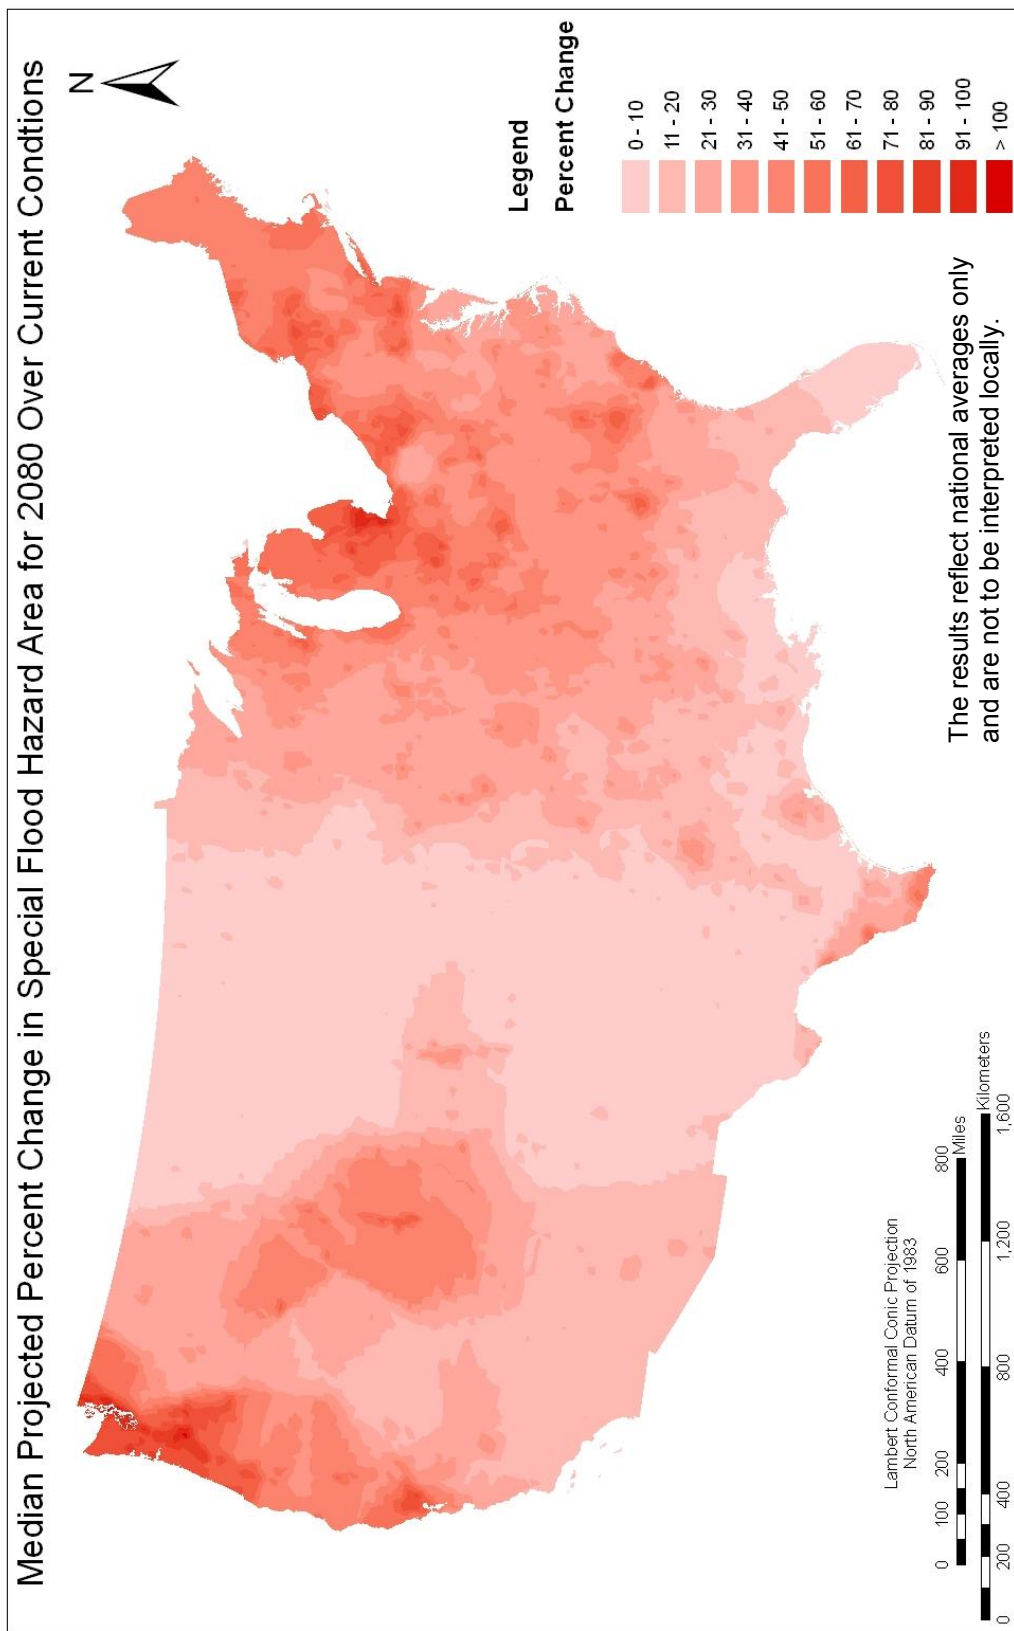 Median Projected Percent Change in Special Flood Hazard Area for 2080 Over Current Condtions
N
Legend
Percent Change
0 - 10
11 - 20
21 - 30
31 - 40
41 - 50
51 - 60
61 - 70
71 - 80
81 - 90
91 - 100
> 100
The results reflect national averages only
and are not to be interpreted locally.
Lambert Conformal Conic Projection
North American Datum of 1983
0 100 200 400 600 800
Miles
Kilometers
0 200 400 800 1,200 1,600